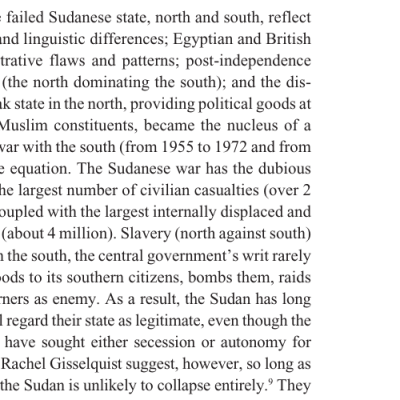 failed Sudanese state, north and south, reflect
and linguistic differences; Egyptian and British
trative flaws and patterns; post-independence
(the north dominating the south); and the dis-
k state in the north, providing political goods at
Muslim constituents, became the nucleus of a
war with the south (from 1955 to 1972 and from
e equation. The Sudanese war has the dubious
he largest number of civilian casualties (over 2
oupled with the largest internally displaced and
(about 4 million). Slavery (north against south)
n the south, the central government’s writ rarely
oods to its southern citizens, bombs them, raids
rners as enemy. As a result, the Sudan has long
l regard their state as legitimate, even though the
have sought either secession or autonomy for
Rachel Gisselquist suggest, however, so long as
the Sudan is unlikely to collapse entirely.⁹ They